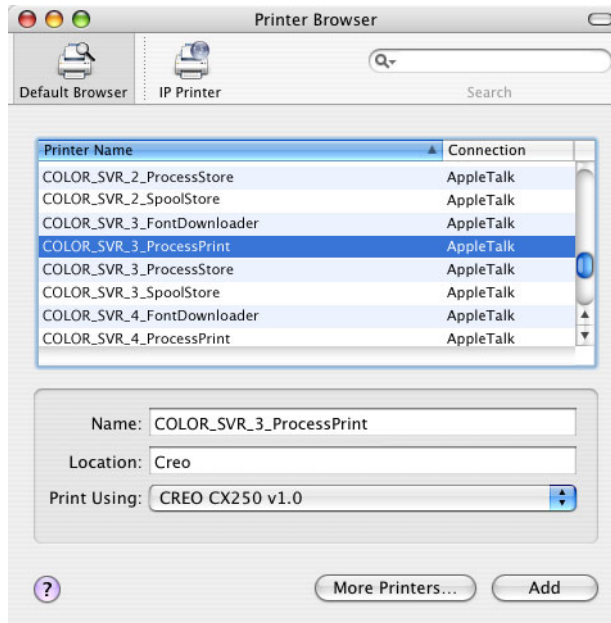 Printer Browser
Default Browser IP Printer Search
Printer Name Connection
COLOR_SVR_2_ProcessStore AppleTalk
COLOR_SVR_2_SpoolStore AppleTalk
COLOR_SVR_3_FontDownloader AppleTalk
COLOR_SVR_3_ProcessPrint AppleTalk
COLOR_SVR_3_ProcessStore AppleTalk
COLOR_SVR_3_SpoolStore AppleTalk
COLOR_SVR_4_FontDownloader AppleTalk
COLOR_SVR_4_ProcessPrint AppleTalk
Name: COLOR_SVR_3_ProcessPrint
Location: Creo
Print Using: CREO CX250 v1.0
? More Printers... Add